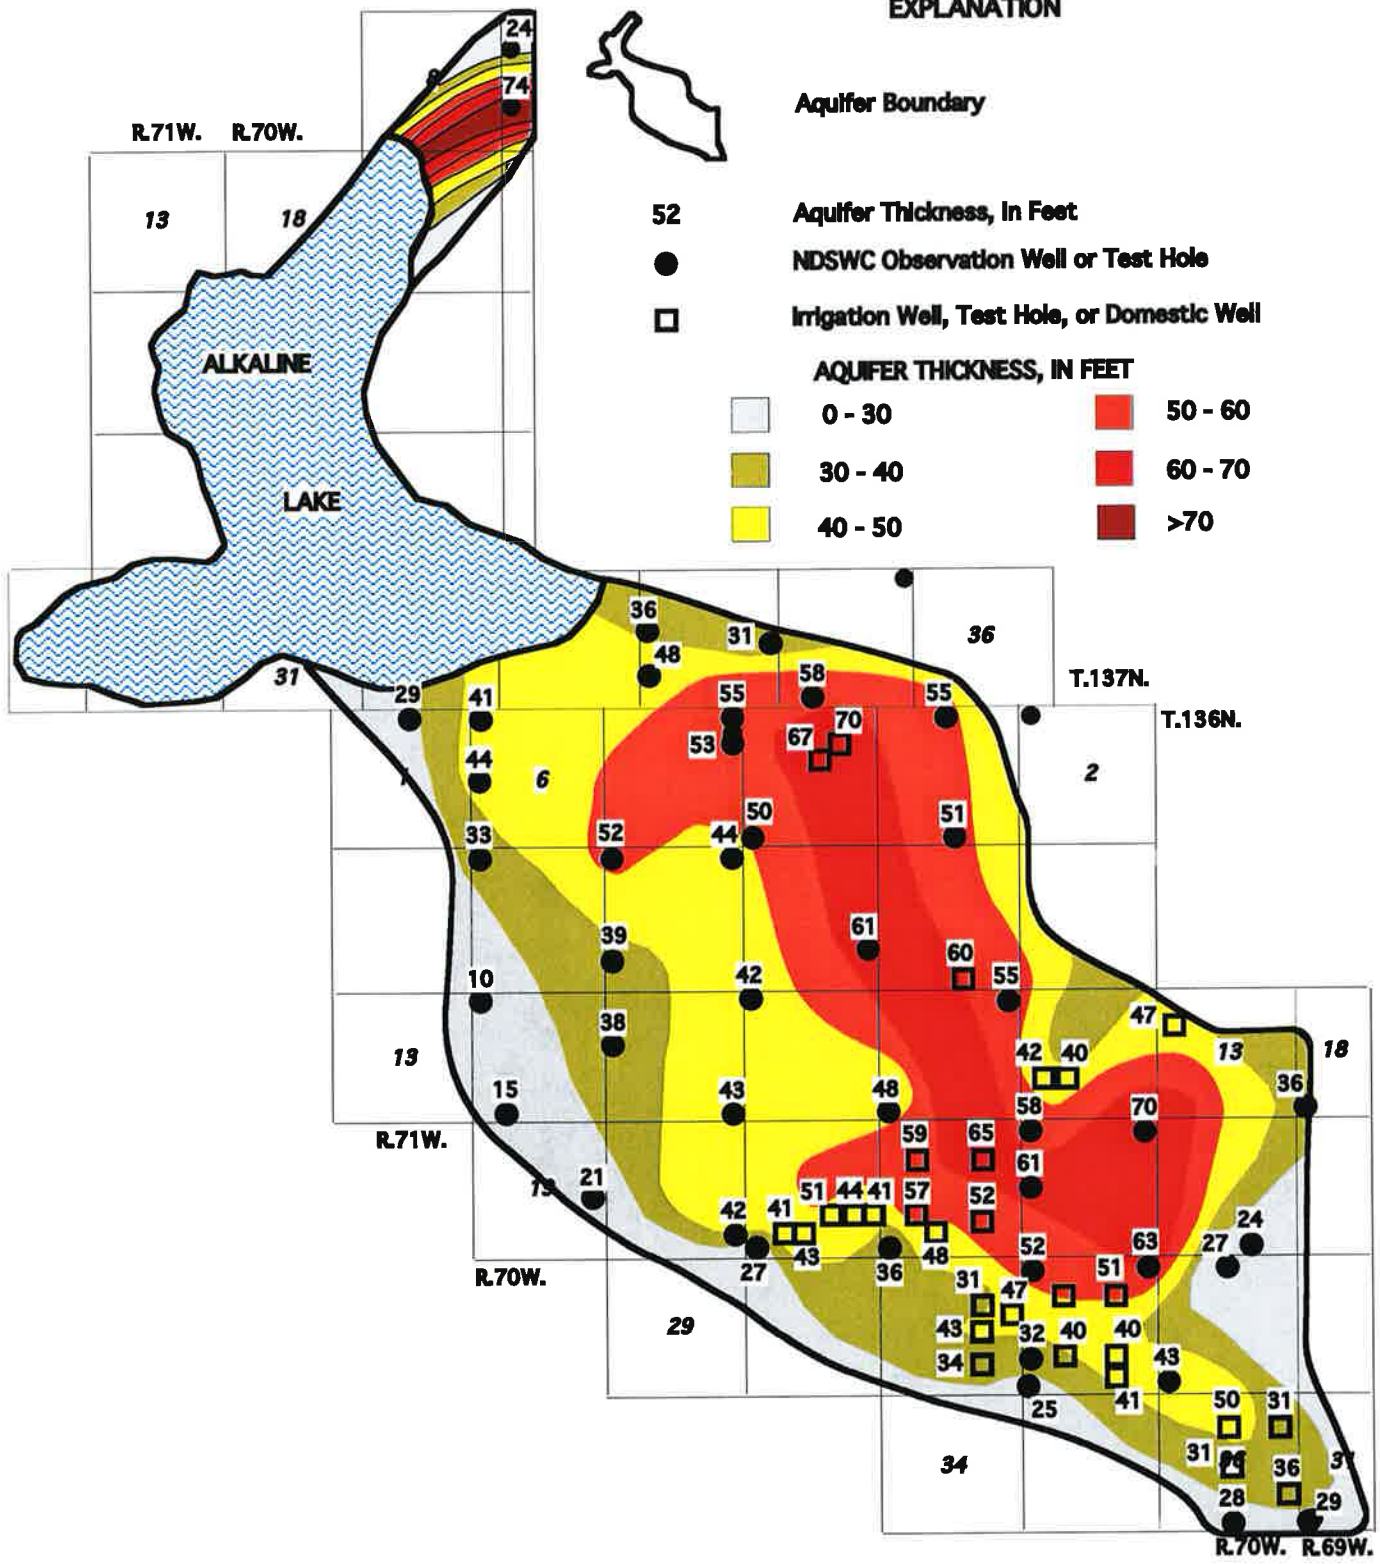 EXPLANATION
24
74
Aquifer Boundary
R.71W. R.70W.
52 Aquifer Thickness, in Feet
13 18
NDSWC Observation Well or Test Hole
Irrigation Well, Test Hole, or Domestic Well
ALKALINE
AQUIFER THICKNESS, IN FEET
0 - 30 50 - 60
30 - 40 60 - 70
LAKE
40 - 50 >70
36
31 36
48
31 58 T.137N.
29 41 55 55
70 T.136N.
53 67
44 6 2
50 51
33 52 44
61
39 60
10 42 55
47
38 42 40 13 18
13
36
15 43 48 58 70
R.71W. 59 65
61
19 21 51 44 41 57 52
42 41 24
43 48 52 63 27
R.70W. 27 36
31 47 51
29 43 32 40 40
34 43
25 41 50 31
34 31 36
28 29
R.70W. R.69W.